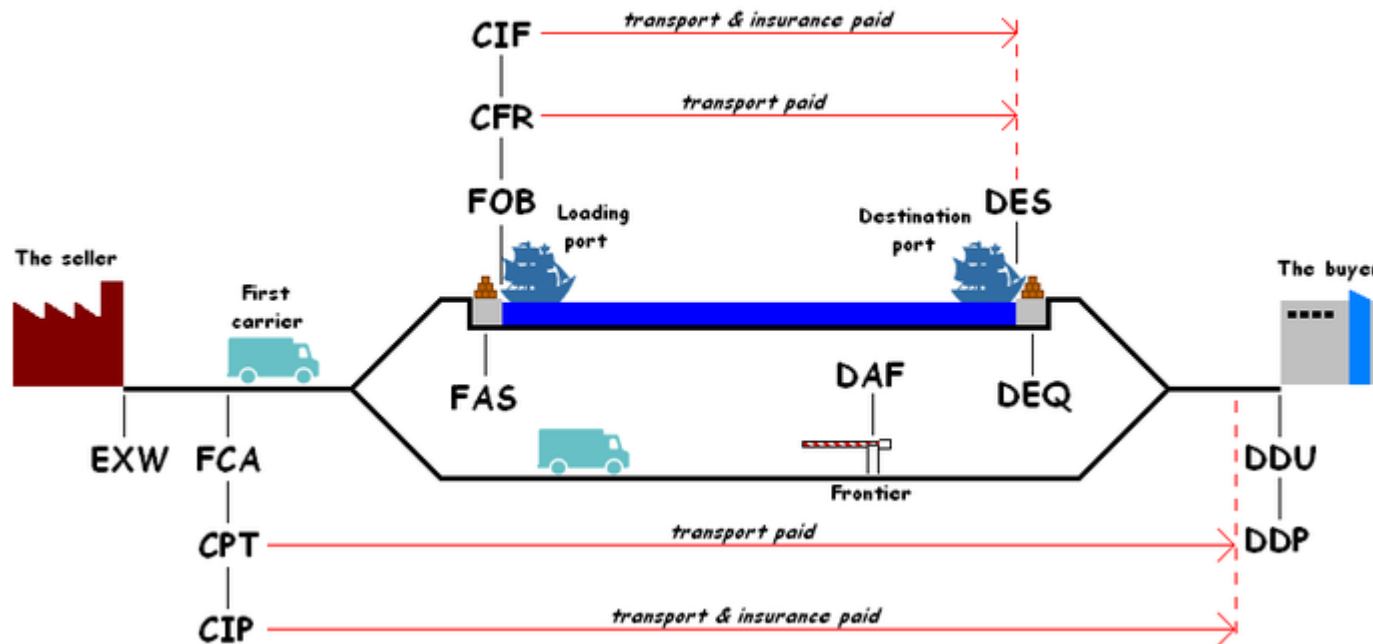 CIF
transport & insurance paid
CFR
transport paid
FOB
DES
Loading
port
Destination
port
The seller
The buyer
First
carrier
FAS
DAF
DEQ
EXW
FCA
DDU
Frontier
CPT
transport paid
DDP
CIP
transport & insurance paid